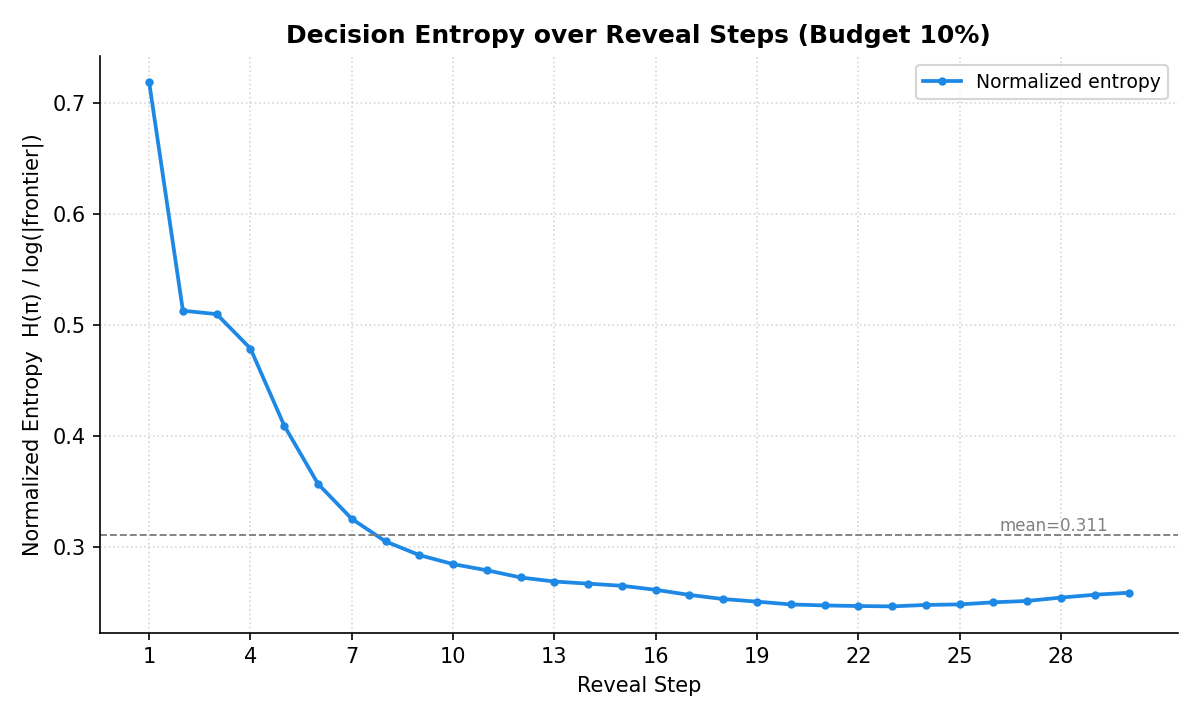 Decision Entropy over Reveal Steps (Budget 10%)
Normalized entropy
Normalized Entropy  H(π) / log(|frontier|)
0.7
0.6
0.5
0.4
0.3
mean=0.311
1 4 7 10 13 16 19 22 25 28
Reveal Step